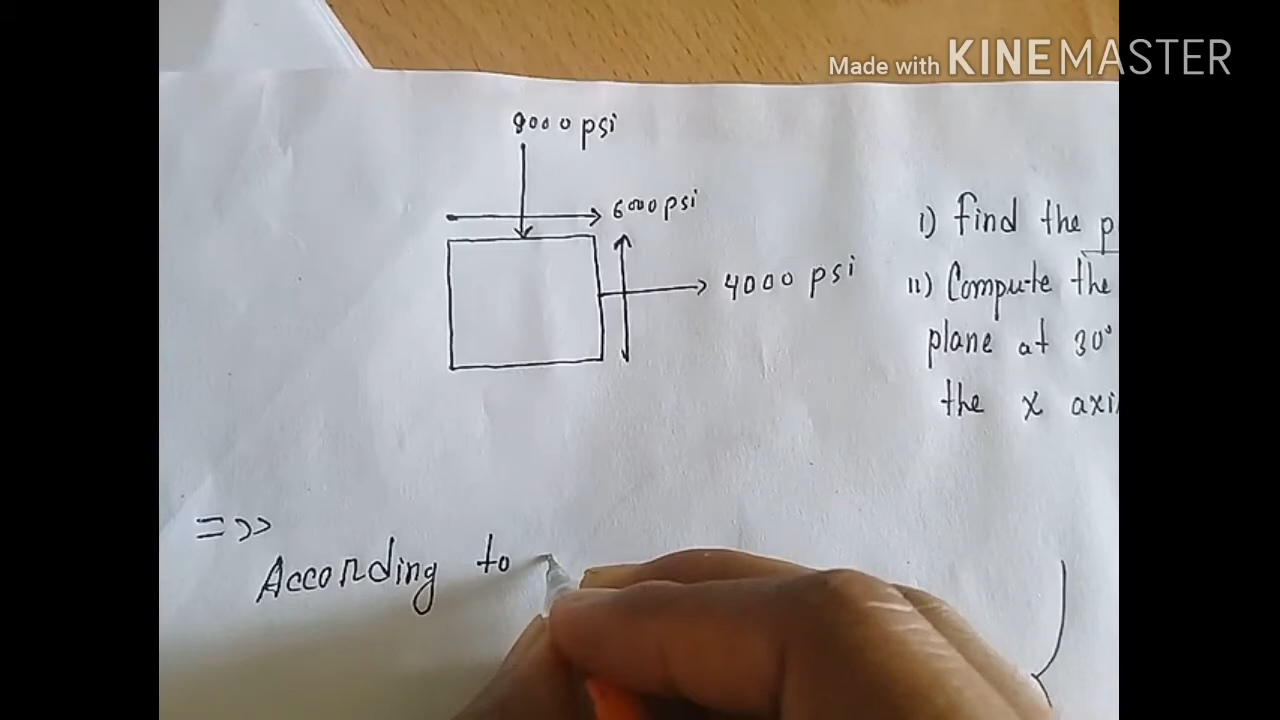 Made with KINEMASTER
8000 psi
6000 psi
4000 psi
i) Find the p
ii) Compute the
plane at 30°
the x axi
=>>
According to